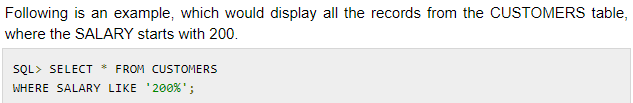 Following is an example, which would display all the records from the CUSTOMERS table,
where the SALARY starts with 200.
SQL> SELECT * FROM CUSTOMERS
WHERE SALARY LIKE '200%';